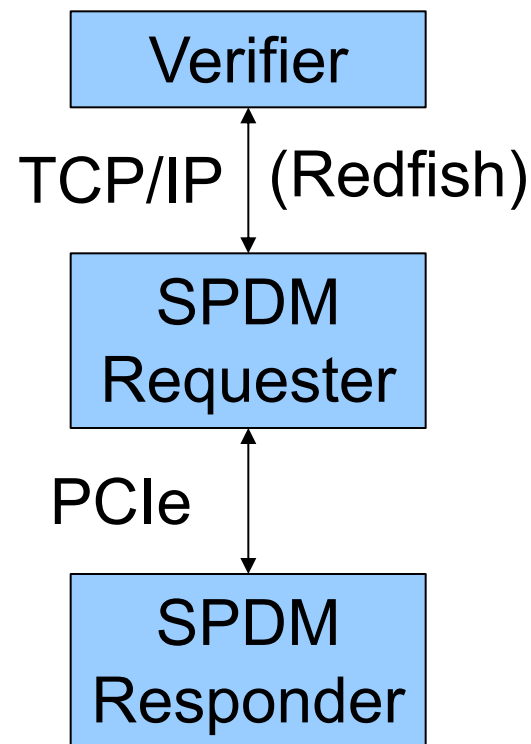 Verifier
TCP/IP (Redfish)
SPDM
Requester
PCIe
SPDM
Responder